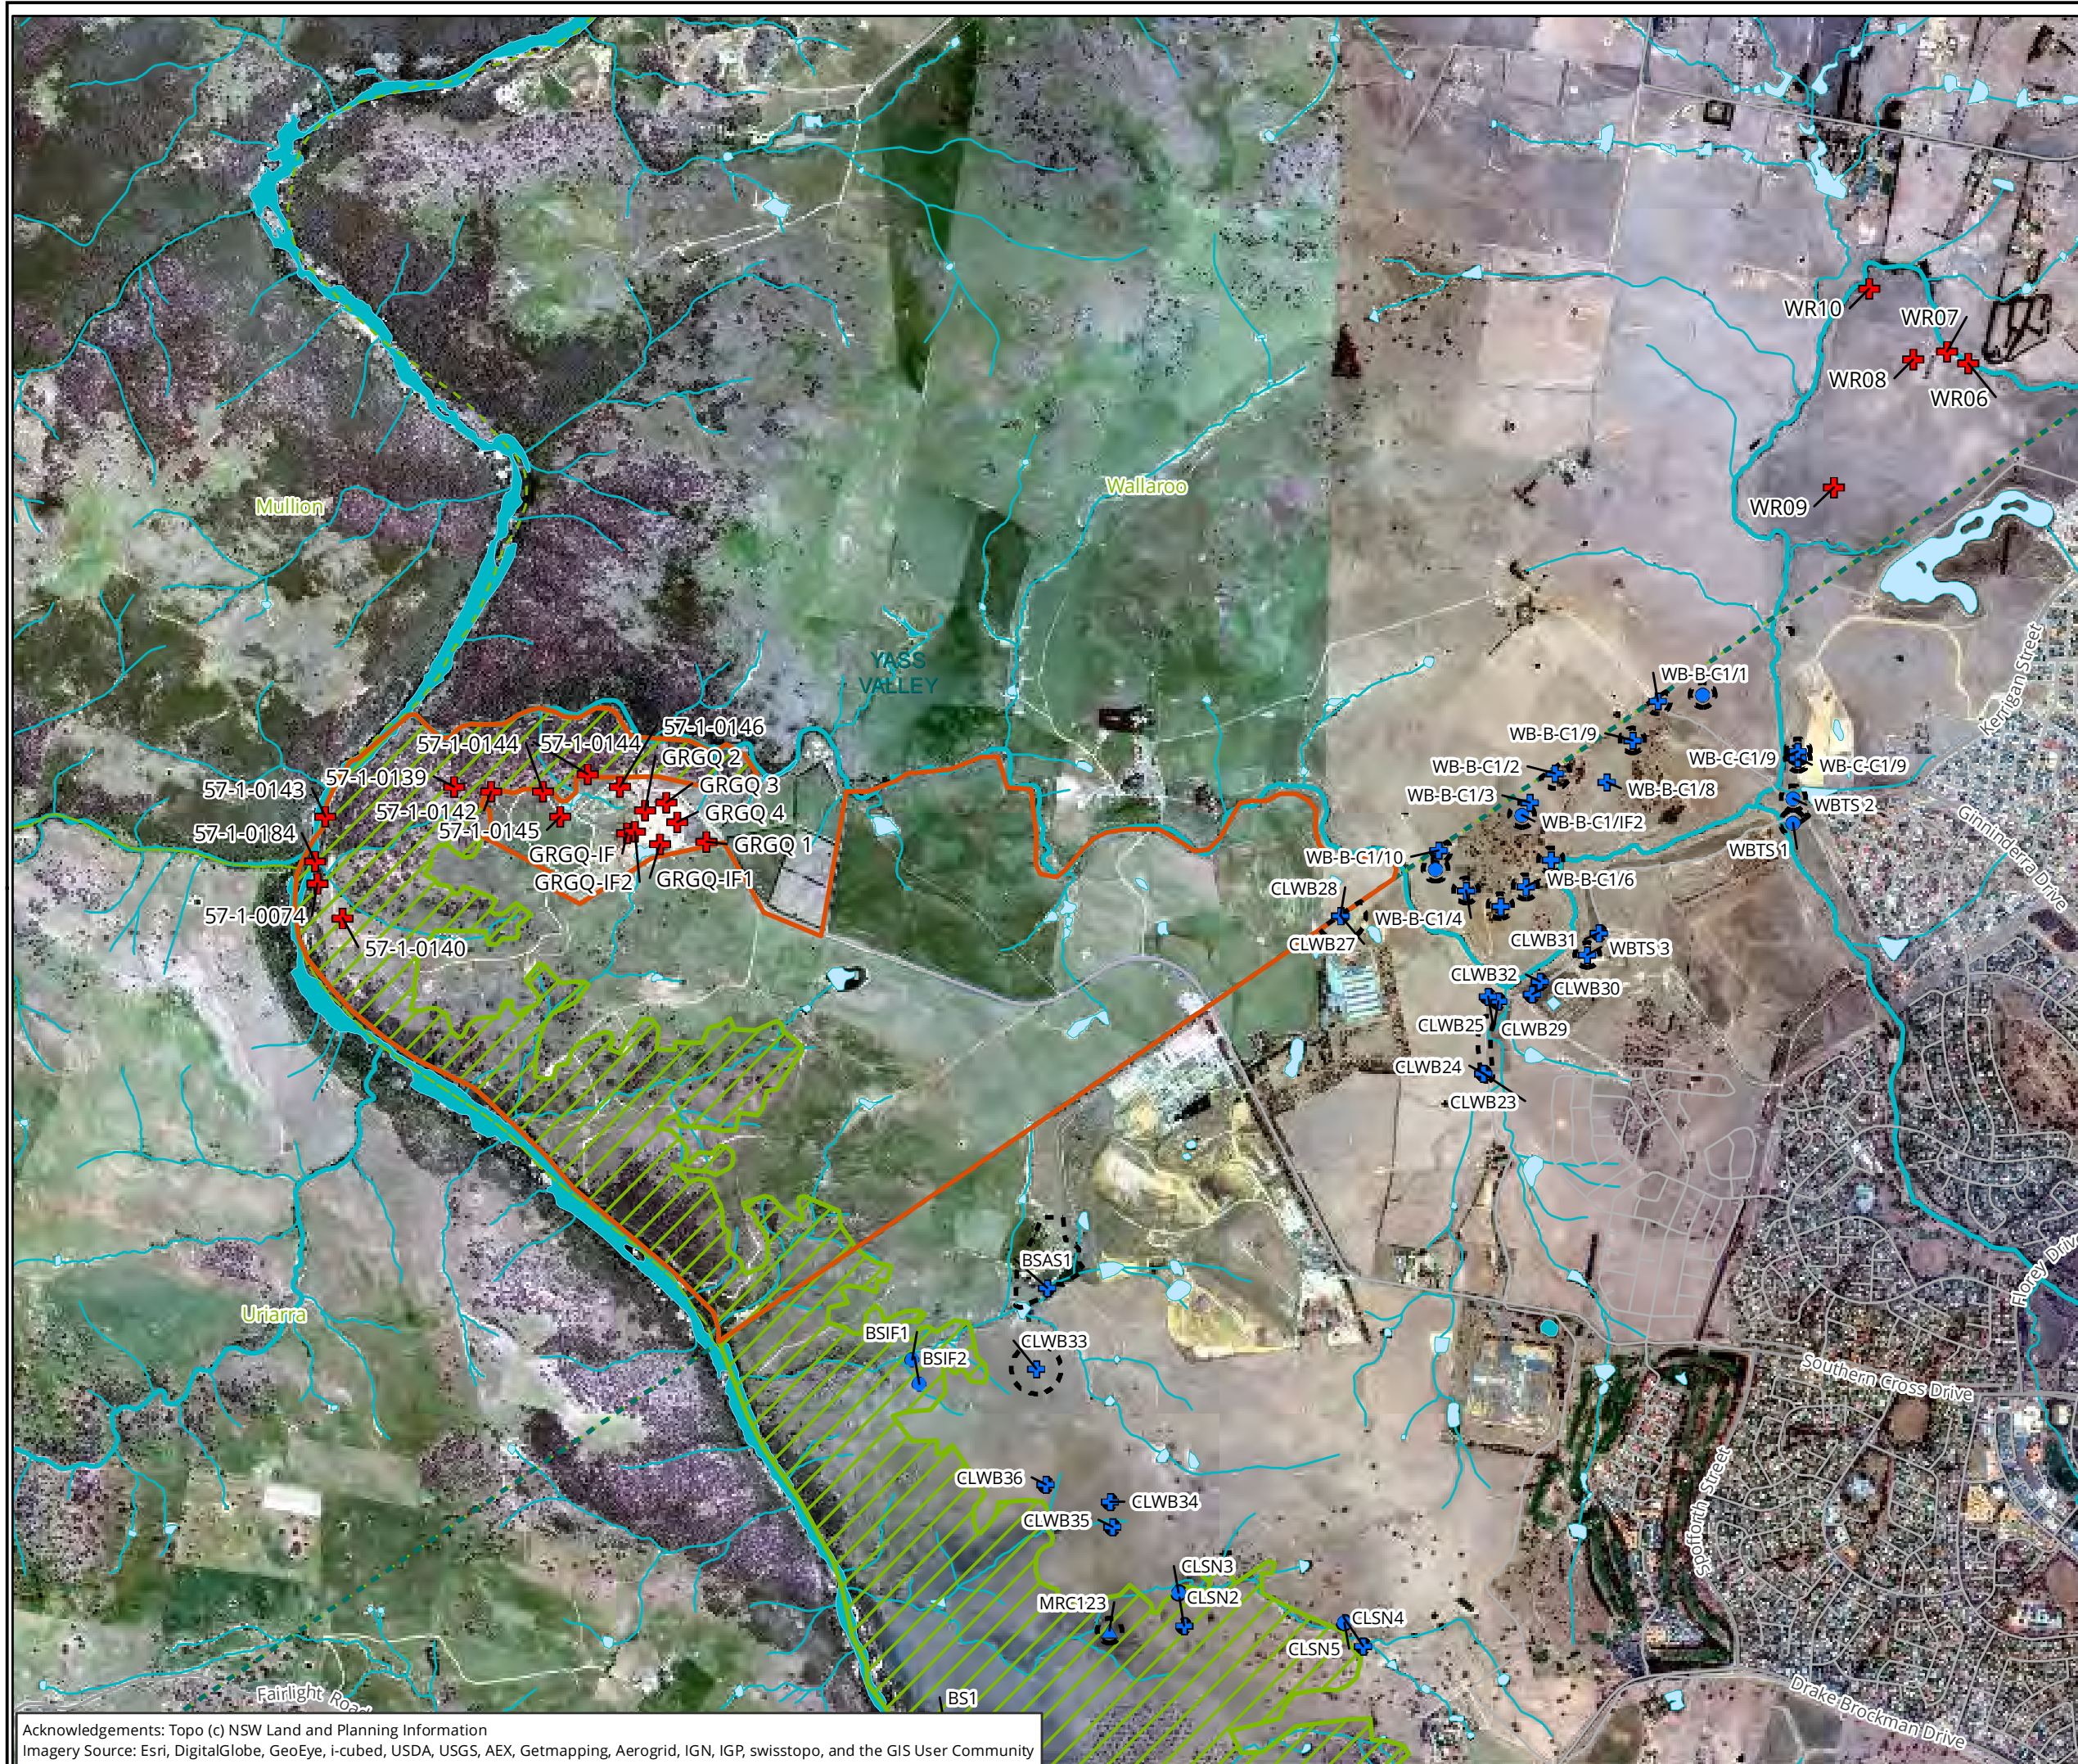 WR10
WR07
WR08
WR06
Mullion
Wallaroo
WR09
Kerrigan Street
YASS
VALLEY
WB-B-C1/1
57-1-0146
57-1-0144
57-1-0144
WB-B-C1/9
GRGQ 2
WB-C-C1/9
WB-C-C1/9
57-1-0139
WB-B-C1/2
GRGQ 3
57-1-0143
WB-B-C1/8
WB-B-C1/3
WBTS 2
57-1-0142
GRGQ 4
WB-B-C1/IF2
57-1-0184
57-1-0145
GRGQ 1
WBTS 1
Ginninderra Drive
GRGQ-IF
WB-B-C1/10
GRGQ-IF2
GRGQ-IF1
WB-B-C1/6
CLWB28
57-1-0074
WB-B-C1/4
CLWB27
CLWB31
57-1-0140
WBTS 3
CLWB32
CLWB30
CLWB25
CLWB29
CLWB24
CLWB23
BSAS1
Florey Drive
Uriarra
BSIF1
CLWB33
BSIF2
Southern Cross Drive
CLWB36
CLWB34
CLWB35
Spofforth Street
CLSN3
CLSN2
MRC123
CLSN4
CLSN5
Fairlight Road
BS1
Drake Brockman Drive
Acknowledgements: Topo (c) NSW Land and Planning Information
Imagery Source: Esri, DigitalGlobe, GeoEye, i-cubed, USDA, USGS, AEX, Getmapping, Aerogrid, IGN, IGP, swisstopo, and the GIS User Community